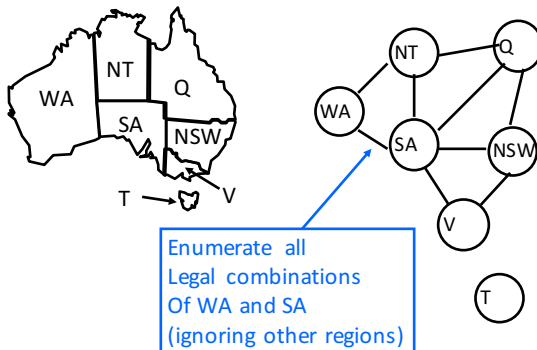 WA
NT
Q
SA
NSW
T
V
NT
Q
WA
SA
NSW
V
T
Enumerate all
Legal combinations
Of WA and SA
(ignoring other regions)